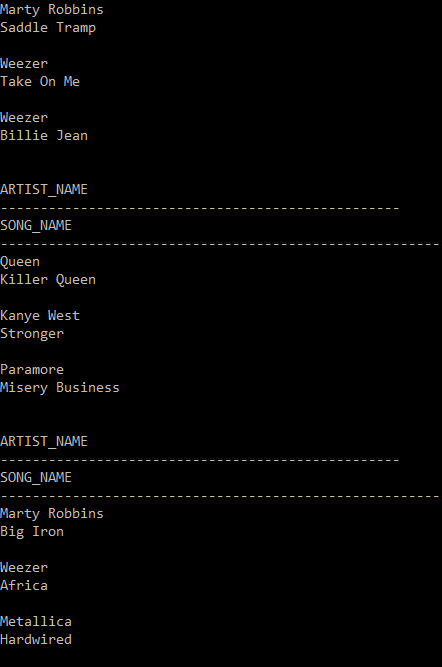 Marty Robbins
Saddle Tramp
Weezer
Take On Me
Weezer
Billie Jean
ARTIST_NAME
--------------------------------------------------
SONG_NAME
-------------------------------------------------------
Queen
Killer Queen
Kanye West
Stronger
Paramore
Misery Business
ARTIST_NAME
--------------------------------------------------
SONG_NAME
-------------------------------------------------------
Marty Robbins
Big Iron
Weezer
Africa
Metallica
Hardwired